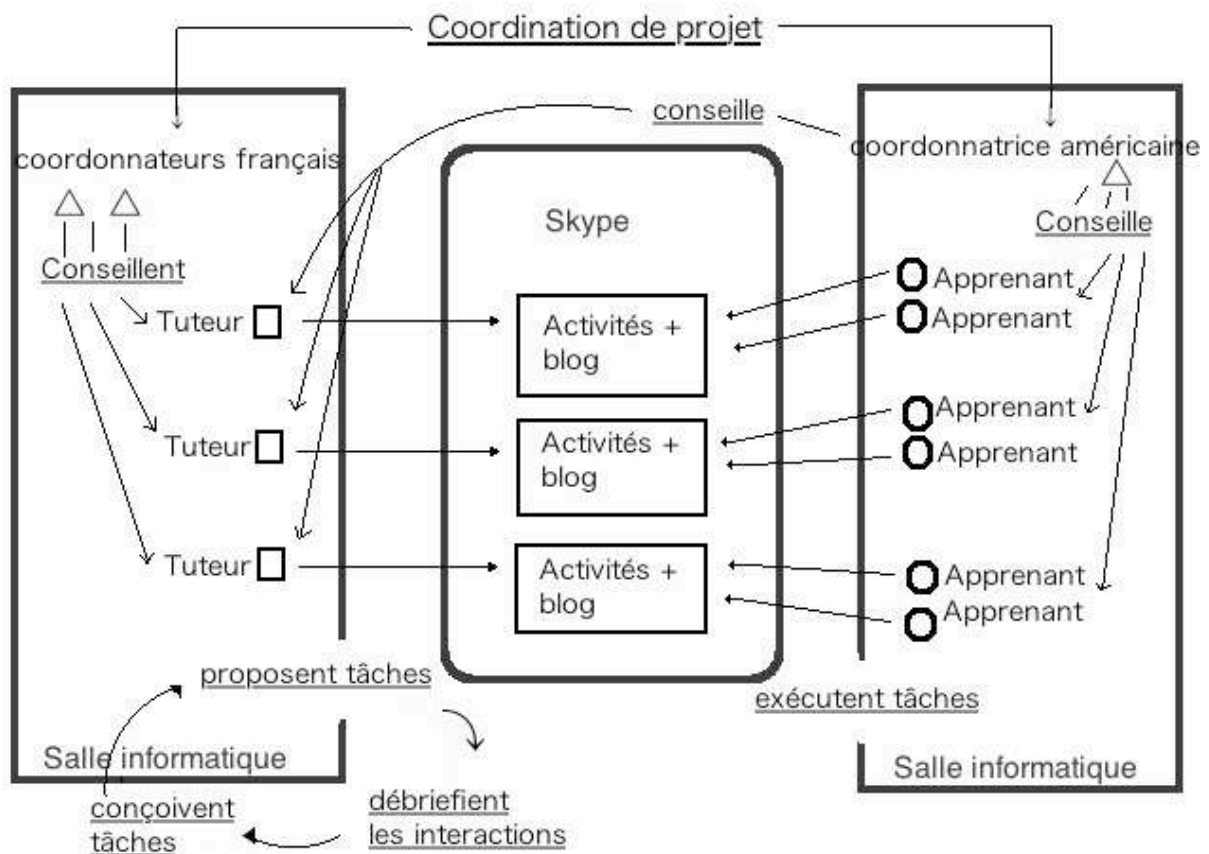 Coordination de projet
conseille
coordonnateurs français
coordonnatrice américaine
Skype
Conseillent
Conseille
Tuteur
Activités +
blog
Apprenant
Apprenant
Tuteur
Activités +
blog
Apprenant
Apprenant
Tuteur
Activités +
blog
Apprenant
Apprenant
proposent tâches
exécutent tâches
Salle informatique
Salle informatique
conçoivent
tâches
débriefient
les interactions